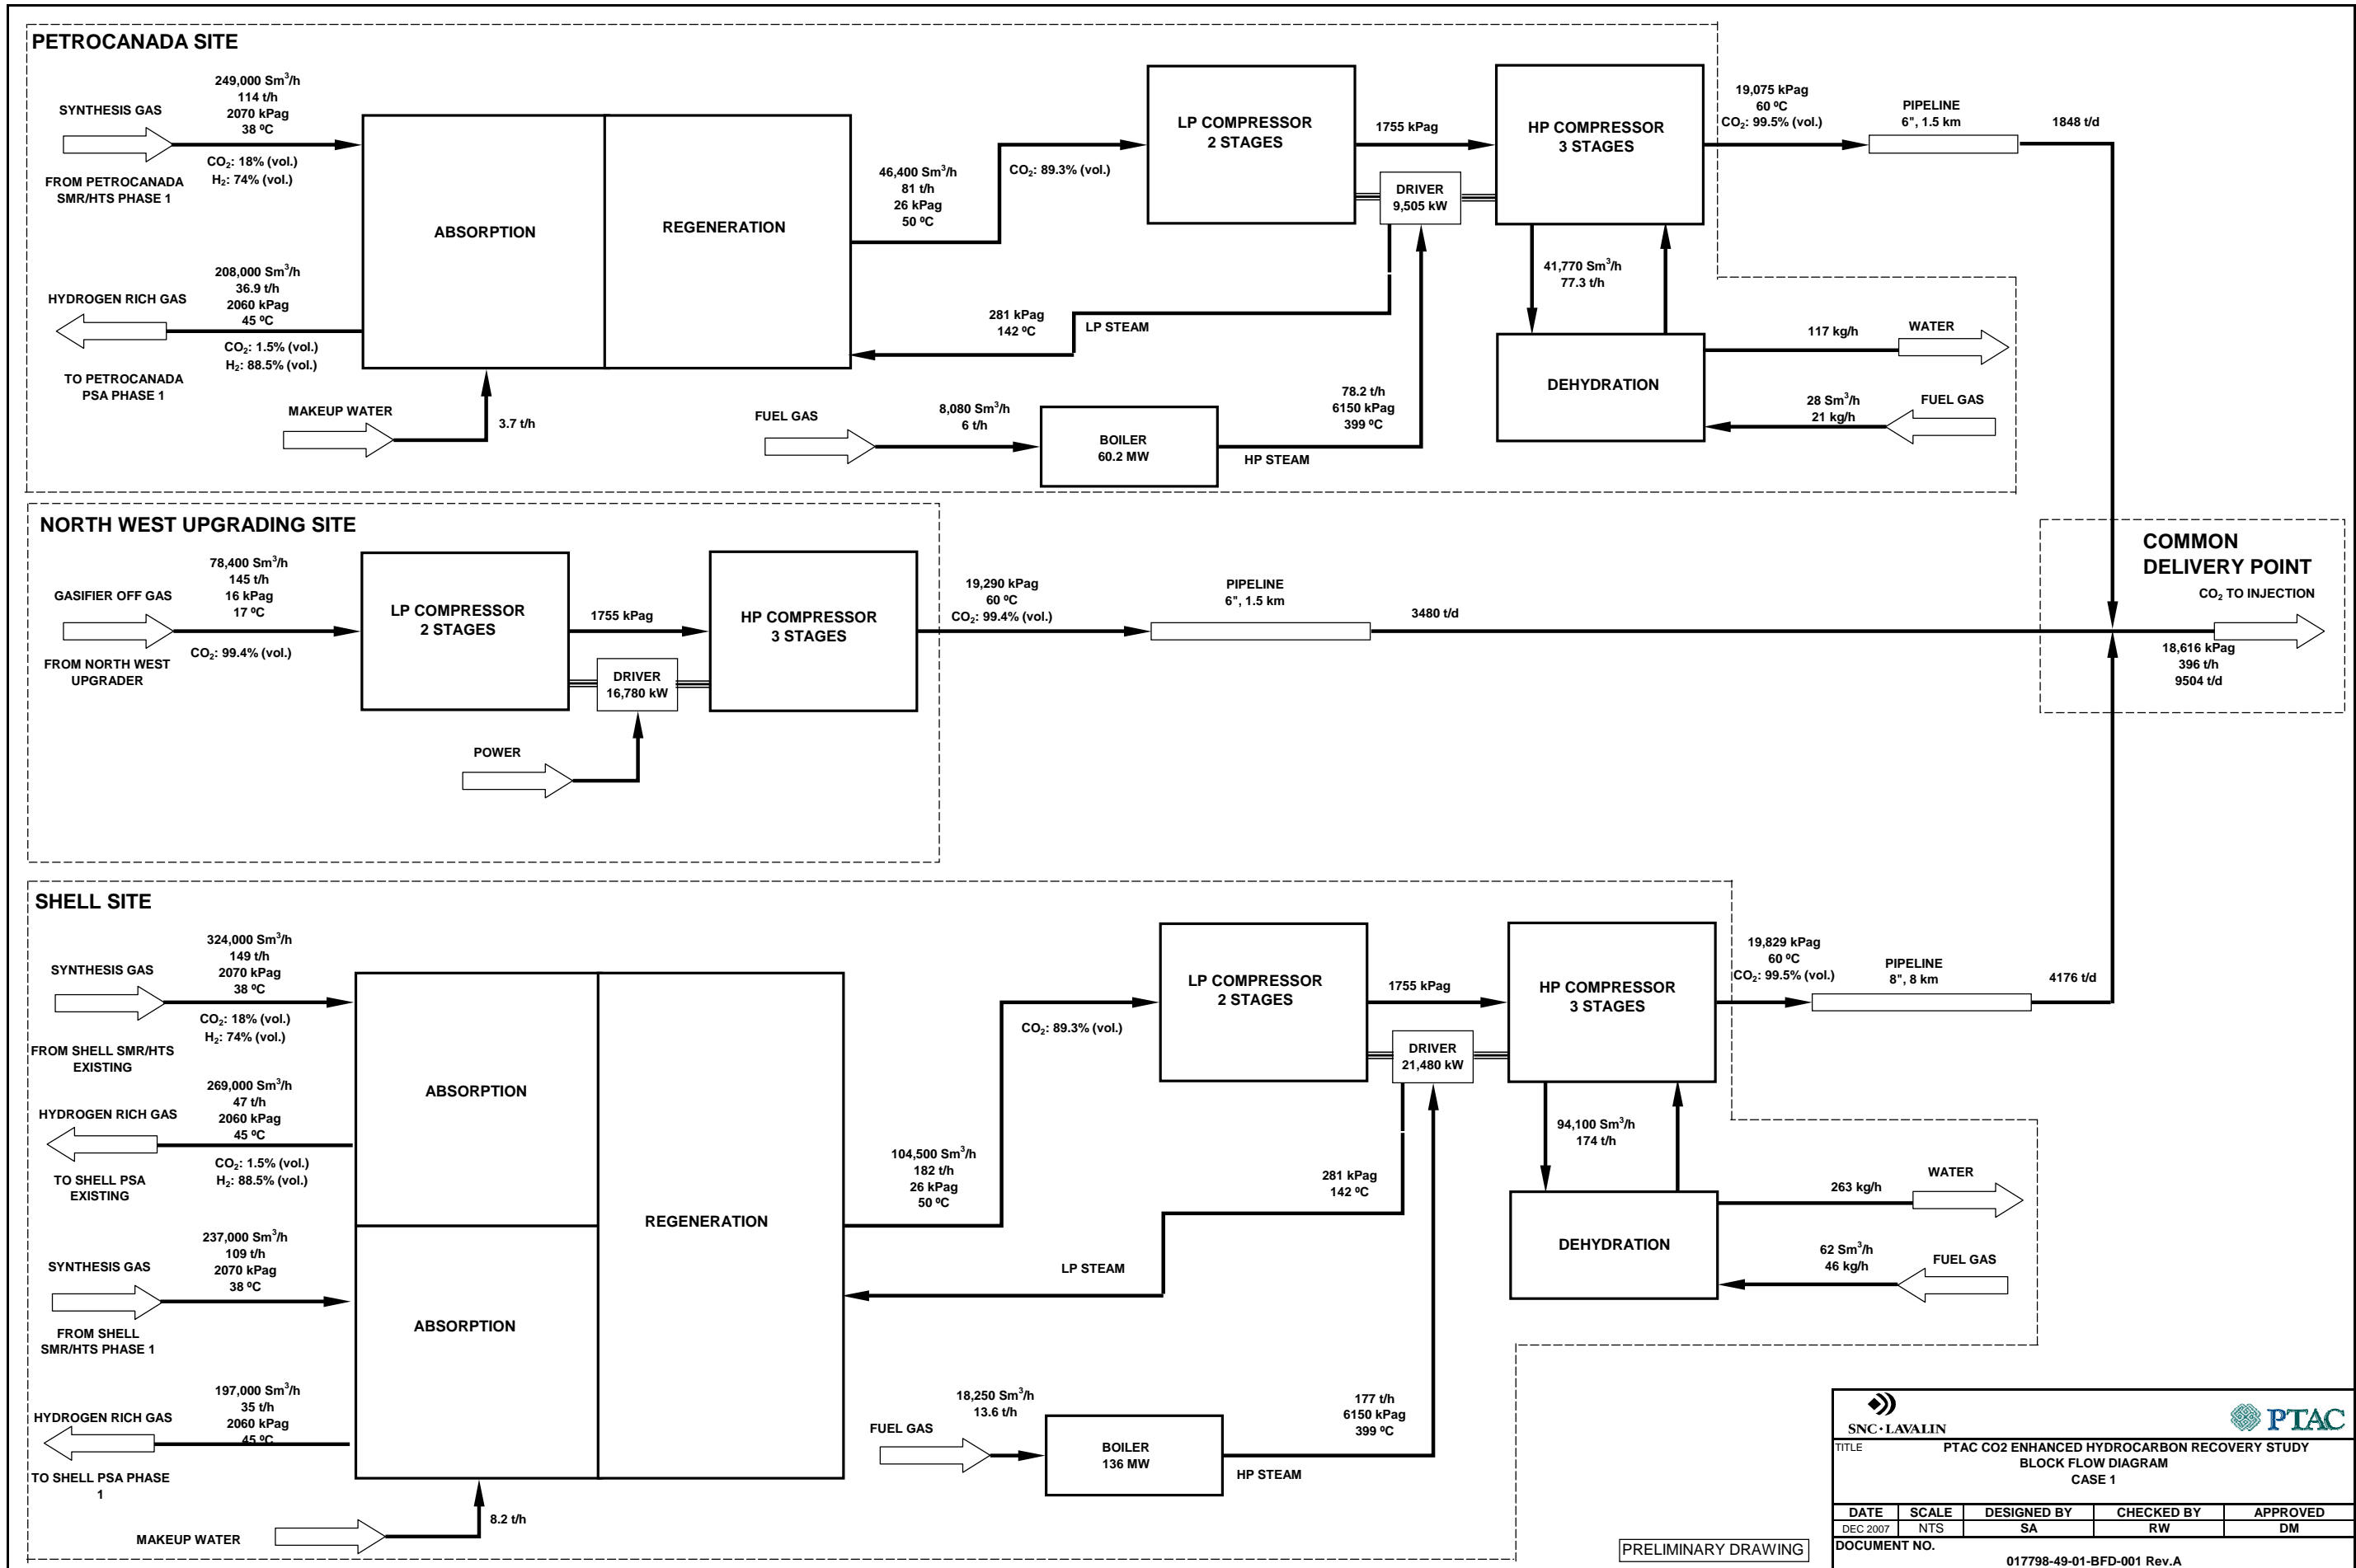 PETROCANADA SITE
249,000 Sm³/h
114 t/h
2070 kPag
38 ºC
SYNTHESIS GAS
CO₂: 18% (vol.)
H₂: 74% (vol.)
FROM PETROCANADA
SMR/HTS PHASE 1
208,000 Sm³/h
36.9 t/h
2060 kPag
45 ºC
HYDROGEN RICH GAS
CO₂: 1.5% (vol.)
H₂: 88.5% (vol.)
TO PETROCANADA
PSA PHASE 1
MAKEUP WATER
3.7 t/h
ABSORPTION
REGENERATION
46,400 Sm³/h
81 t/h
26 kPag
50 ºC
CO₂: 89.3% (vol.)
LP COMPRESSOR
2 STAGES
1755 kPag
DRIVER
9,505 kW
HP COMPRESSOR
3 STAGES
19,075 kPag
60 ºC
CO₂: 99.5% (vol.)
PIPELINE
6", 1.5 km
1848 t/d
41,770 Sm³/h
77.3 t/h
281 kPag
142 ºC
LP STEAM
FUEL GAS
8,080 Sm³/h
6 t/h
BOILER
60.2 MW
78.2 t/h
6150 kPag
399 ºC
HP STEAM
DEHYDRATION
117 kg/h
WATER
28 Sm³/h
21 kg/h
FUEL GAS
NORTH WEST UPGRADING SITE
78,400 Sm³/h
145 t/h
16 kPag
17 ºC
GASIFIER OFF GAS
CO₂: 99.4% (vol.)
FROM NORTH WEST
UPGRADER
LP COMPRESSOR
2 STAGES
1755 kPag
DRIVER
16,780 kW
HP COMPRESSOR
3 STAGES
POWER
19,290 kPag
60 ºC
CO₂: 99.4% (vol.)
PIPELINE
6", 1.5 km
3480 t/d
COMMON
DELIVERY POINT
CO₂ TO INJECTION
18,616 kPag
396 t/h
9504 t/d
SHELL SITE
324,000 Sm³/h
149 t/h
2070 kPag
38 ºC
SYNTHESIS GAS
CO₂: 18% (vol.)
H₂: 74% (vol.)
FROM SHELL SMR/HTS
EXISTING
269,000 Sm³/h
47 t/h
2060 kPag
45 ºC
HYDROGEN RICH GAS
CO₂: 1.5% (vol.)
H₂: 88.5% (vol.)
TO SHELL PSA
EXISTING
237,000 Sm³/h
109 t/h
2070 kPag
38 ºC
SYNTHESIS GAS
FROM SHELL
SMR/HTS PHASE 1
197,000 Sm³/h
35 t/h
2060 kPag
45 ºC
HYDROGEN RICH GAS
TO SHELL PSA PHASE
1
MAKEUP WATER
8.2 t/h
ABSORPTION
ABSORPTION
REGENERATION
104,500 Sm³/h
182 t/h
26 kPag
50 ºC
CO₂: 89.3% (vol.)
LP COMPRESSOR
2 STAGES
1755 kPag
DRIVER
21,480 kW
HP COMPRESSOR
3 STAGES
19,829 kPag
60 ºC
CO₂: 99.5% (vol.)
PIPELINE
8", 8 km
4176 t/d
94,100 Sm³/h
174 t/h
281 kPag
142 ºC
LP STEAM
DEHYDRATION
263 kg/h
WATER
62 Sm³/h
46 kg/h
FUEL GAS
18,250 Sm³/h
13.6 t/h
FUEL GAS
BOILER
136 MW
177 t/h
6150 kPag
399 ºC
HP STEAM
PRELIMINARY DRAWING
SNC·LAVALIN
PTAC
TITLE
PTAC CO2 ENHANCED HYDROCARBON RECOVERY STUDY
BLOCK FLOW DIAGRAM
CASE 1
DATE SCALE DESIGNED BY CHECKED BY APPROVED
DEC 2007 NTS SA RW DM
DOCUMENT NO.
017798-49-01-BFD-001 Rev.A